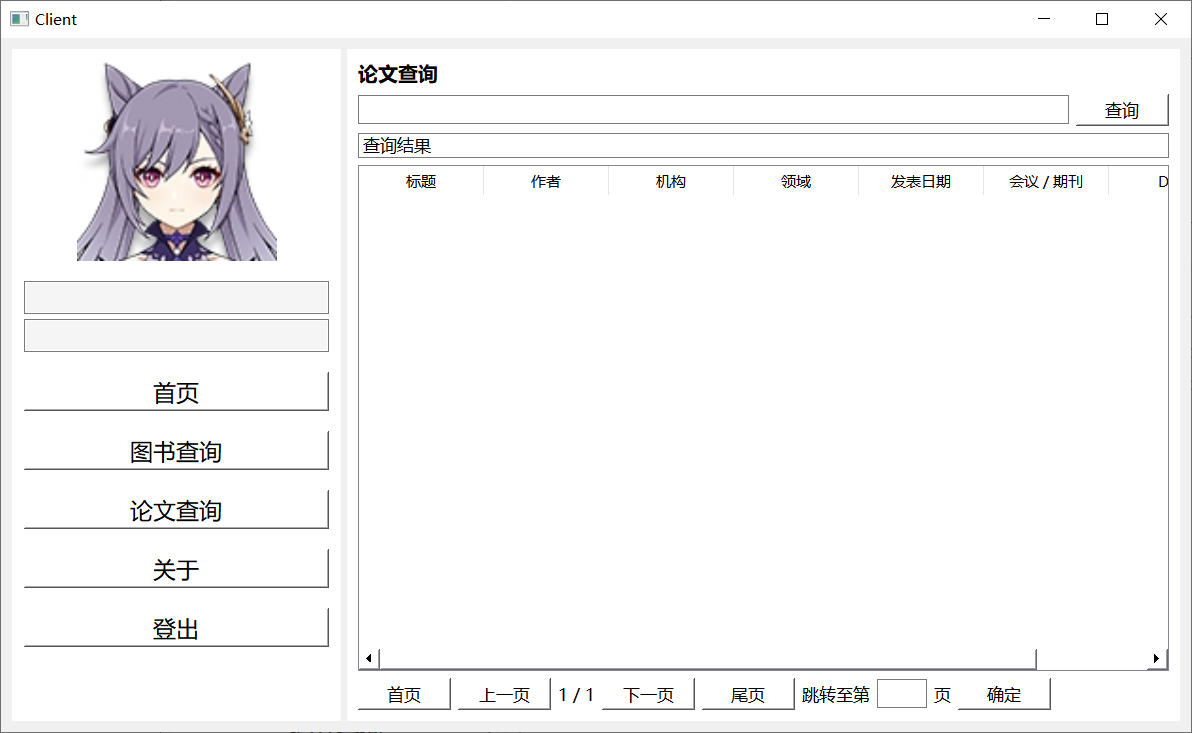 Client
首页
图书查询
论文查询
关于
登出
论文查询
查询
查询结果
标题 作者 机构 领域 发表日期 会议 / 期刊 D
首页 上一页 1 / 1 下一页 尾页 跳转至第 页 确定